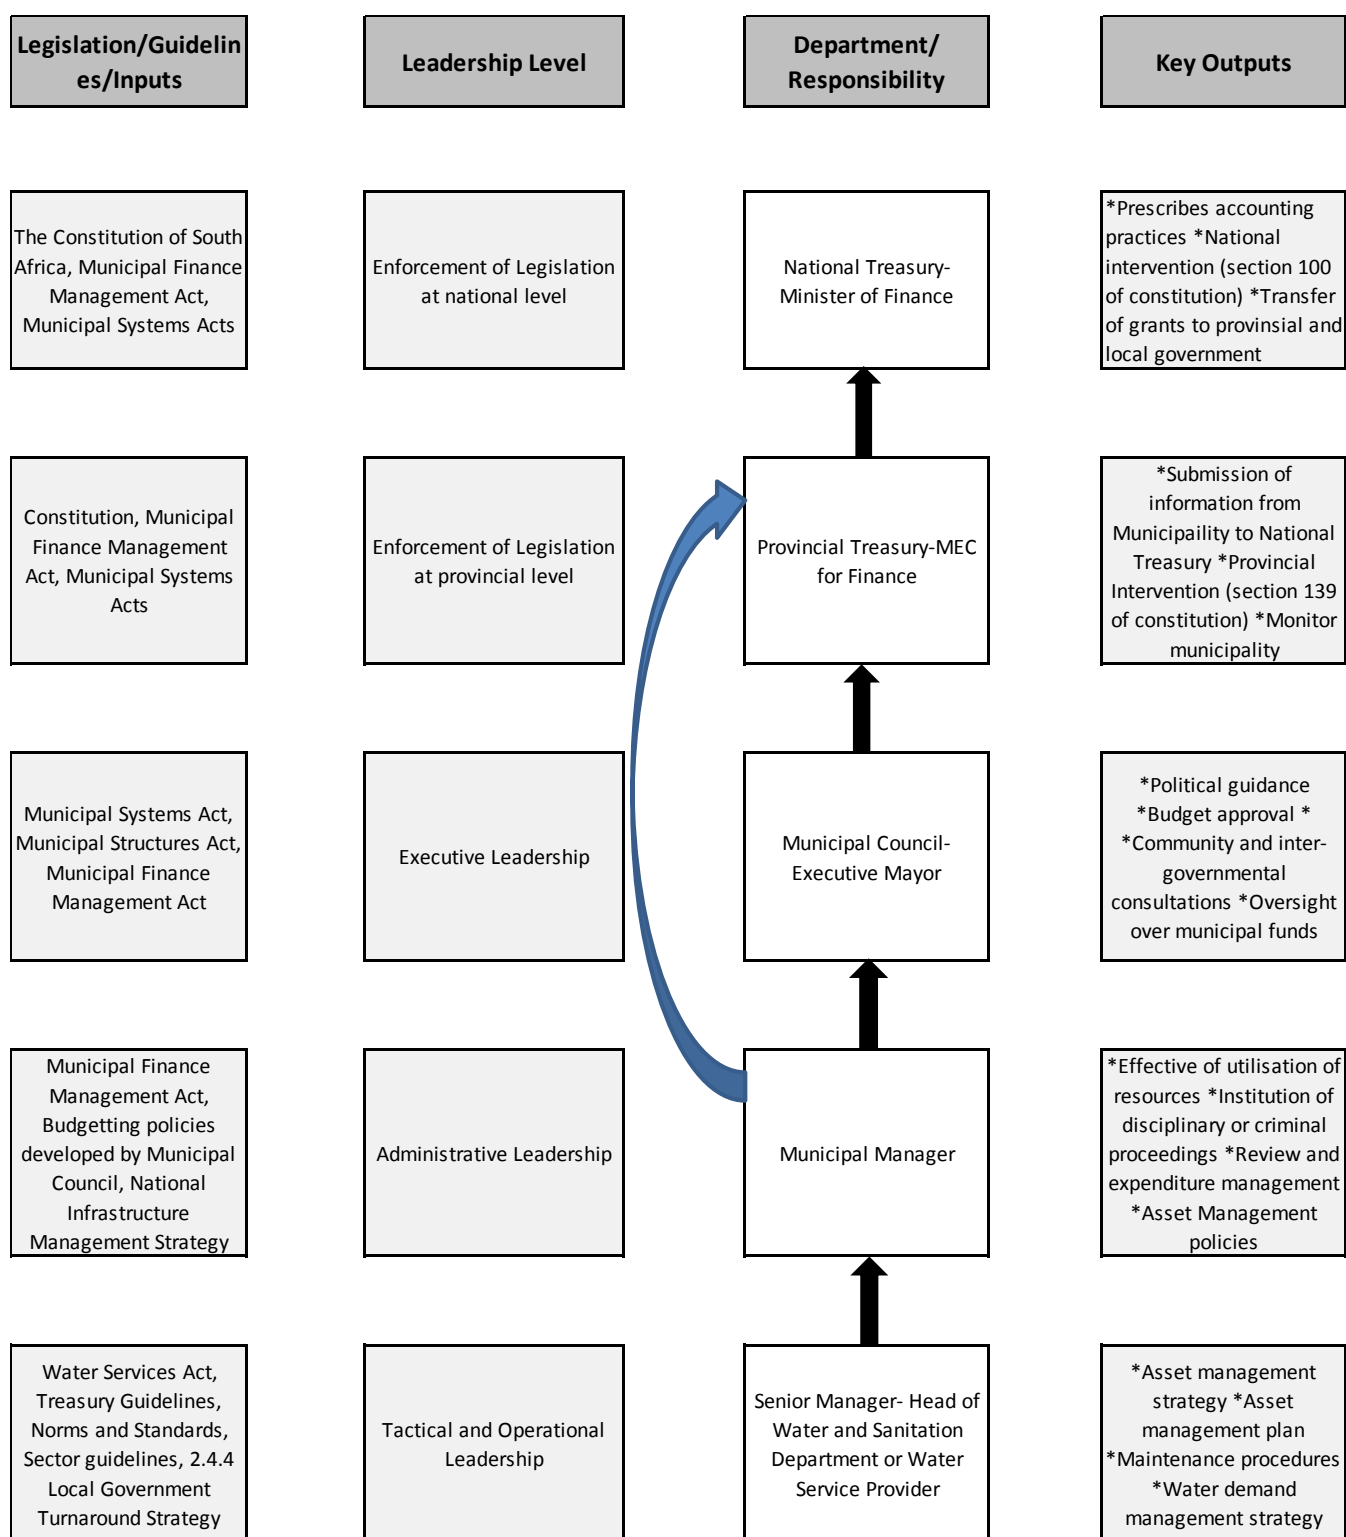 Legislation/Guidelin
es/Inputs
Leadership Level
Department/
Responsibility
Key Outputs
The Constitution of South
Africa, Municipal Finance
Management Act,
Municipal Systems Acts
Enforcement of Legislation
at national level
National Treasury-
Minister of Finance
*Prescribes accounting
practices *National
intervention (section 100
of constitution) *Transfer
of grants to provinsial and
local government
Constitution, Municipal
Finance Management
Act, Municipal Systems
Acts
Enforcement of Legislation
at provincial level
Provincial Treasury-MEC
for Finance
*Submission of
information from
Municipaility to National
Treasury *Provincial
Intervention (section 139
of constitution) *Monitor
municipality
Municipal Systems Act,
Municipal Structures Act,
Municipal Finance
Management Act
Executive Leadership
Municipal Council-
Executive Mayor
*Political guidance
*Budget approval *
*Community and inter-
governmental
consultations *Oversight
over municipal funds
Municipal Finance
Management Act,
Budgetting policies
developed by Municipal
Council, National
Infrastructure
Management Strategy
Administrative Leadership
Municipal Manager
*Effective of utilisation of
resources *Institution of
disciplinary or criminal
proceedings *Review and
expenditure management
*Asset Management
policies
Water Services Act,
Treasury Guidelines,
Norms and Standards,
Sector guidelines, 2.4.4
Local Government
Turnaround Strategy
Tactical and Operational
Leadership
Senior Manager- Head of
Water and Sanitation
Department or Water
Service Provider
*Asset management
strategy *Asset
management plan
*Maintenance procedures
*Water demand
management strategy